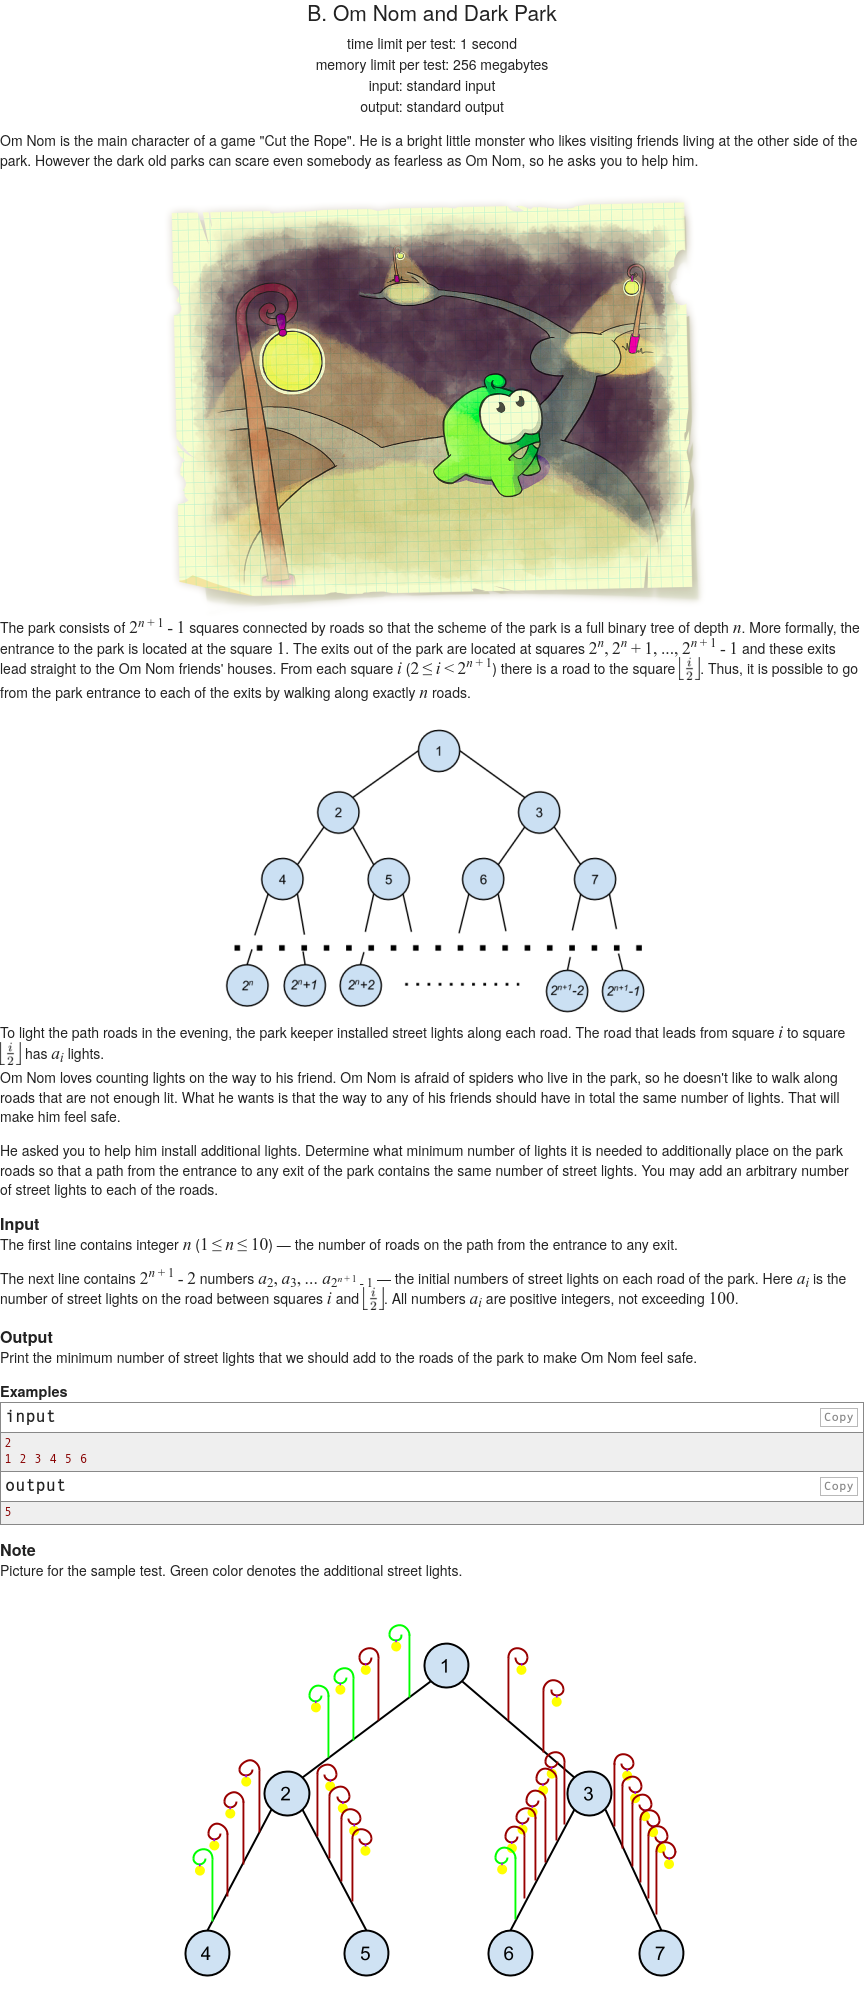 B. Om Nom and Dark Park
time limit per test: 1 second
memory limit per test: 256 megabytes
input: standard input
output: standard output
Om Nom is the main character of a game "Cut the Rope". He is a bright little monster who likes visiting friends living at the other side of the
park. However the dark old parks can scare even somebody as fearless as Om Nom, so he asks you to help him.
The park consists of 2^{n + 1} - 1 squares connected by roads so that the scheme of the park is a full binary tree of depth n. More formally, the
entrance to the park is located at the square 1. The exits out of the park are located at squares 2^n, 2^n + 1, ..., 2^{n + 1} - 1 and these exits
lead straight to the Om Nom friends' houses. From each square i (2 ≤ i < 2^{n + 1}) there is a road to the square ⌊i/2⌋. Thus, it is possible to go
from the park entrance to each of the exits by walking along exactly n roads.
1
2 3
4 5 6 7
2^n 2^n+1 2^n+2 2^{n+1}-2 2^{n+1}-1
To light the path roads in the evening, the park keeper installed street lights along each road. The road that leads from square i to square
⌊i/2⌋ has a_i lights.
Om Nom loves counting lights on the way to his friend. Om Nom is afraid of spiders who live in the park, so he doesn't like to walk along
roads that are not enough lit. What he wants is that the way to any of his friends should have in total the same number of lights. That will
make him feel safe.
He asked you to help him install additional lights. Determine what minimum number of lights it is needed to additionally place on the park
roads so that a path from the entrance to any exit of the park contains the same number of street lights. You may add an arbitrary number
of street lights to each of the roads.
Input
The first line contains integer n (1 ≤ n ≤ 10) — the number of roads on the path from the entrance to any exit.
The next line contains 2^{n + 1} - 2 numbers a_2, a_3, ... a_{2^{n + 1} - 1} — the initial numbers of street lights on each road of the park. Here a_i is the
number of street lights on the road between squares i and ⌊i/2⌋. All numbers a_i are positive integers, not exceeding 100.
Output
Print the minimum number of street lights that we should add to the roads of the park to make Om Nom feel safe.
Examples
input Copy
2
1 2 3 4 5 6
output Copy
5
Note
Picture for the sample test. Green color denotes the additional street lights.
1
2 3
4 5 6 7